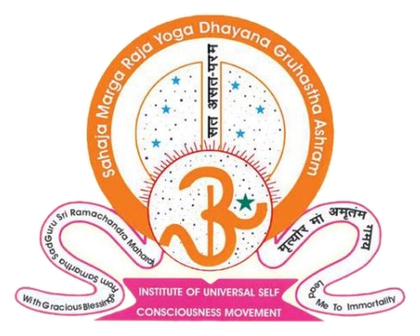 Sahaja Marga Raja Yoga Dhayana Gruhastha Ashram
सत असत-परम
With Gracious Blessings
From Samartha SadGuru Sri Ramachandra Maharaj
मृत्योर मां अमृतंम गमय
Lead Me To Immortality
INSTITUTE OF UNIVERSAL SELF
CONSCIOUSNESS MOVEMENT